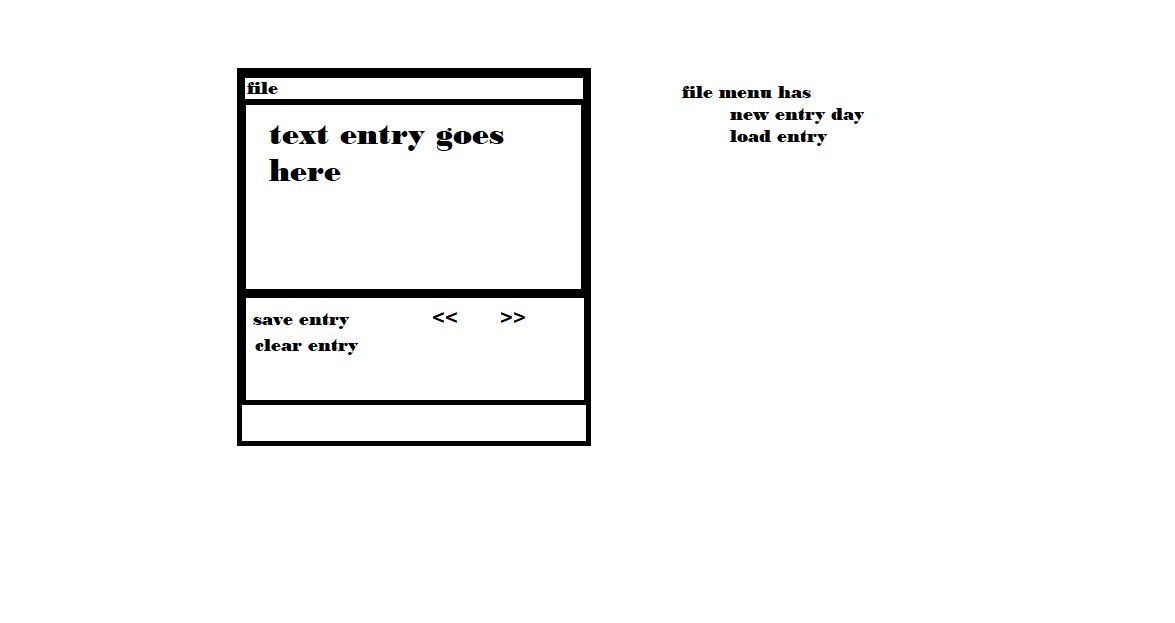 file
text entry goes
here
save entry
<< >>
clear entry
file menu has
new entry day
load entry